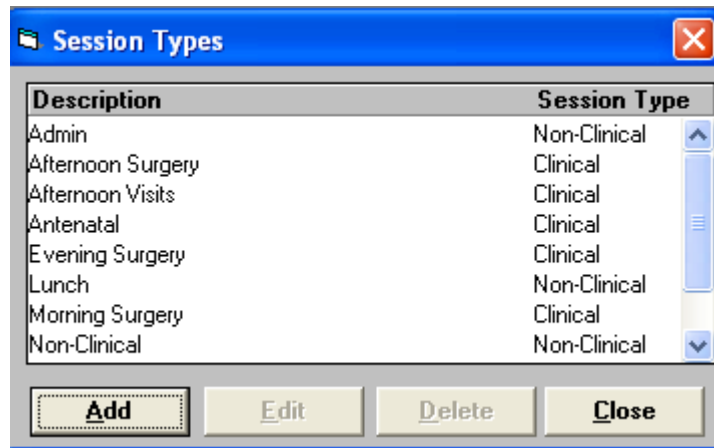 Session Types
Description Session Type
Admin Non-Clinical
Afternoon Surgery Clinical
Afternoon Visits Clinical
Antenatal Clinical
Evening Surgery Clinical
Lunch Non-Clinical
Morning Surgery Clinical
Non-Clinical Non-Clinical
Add Edit Delete Close